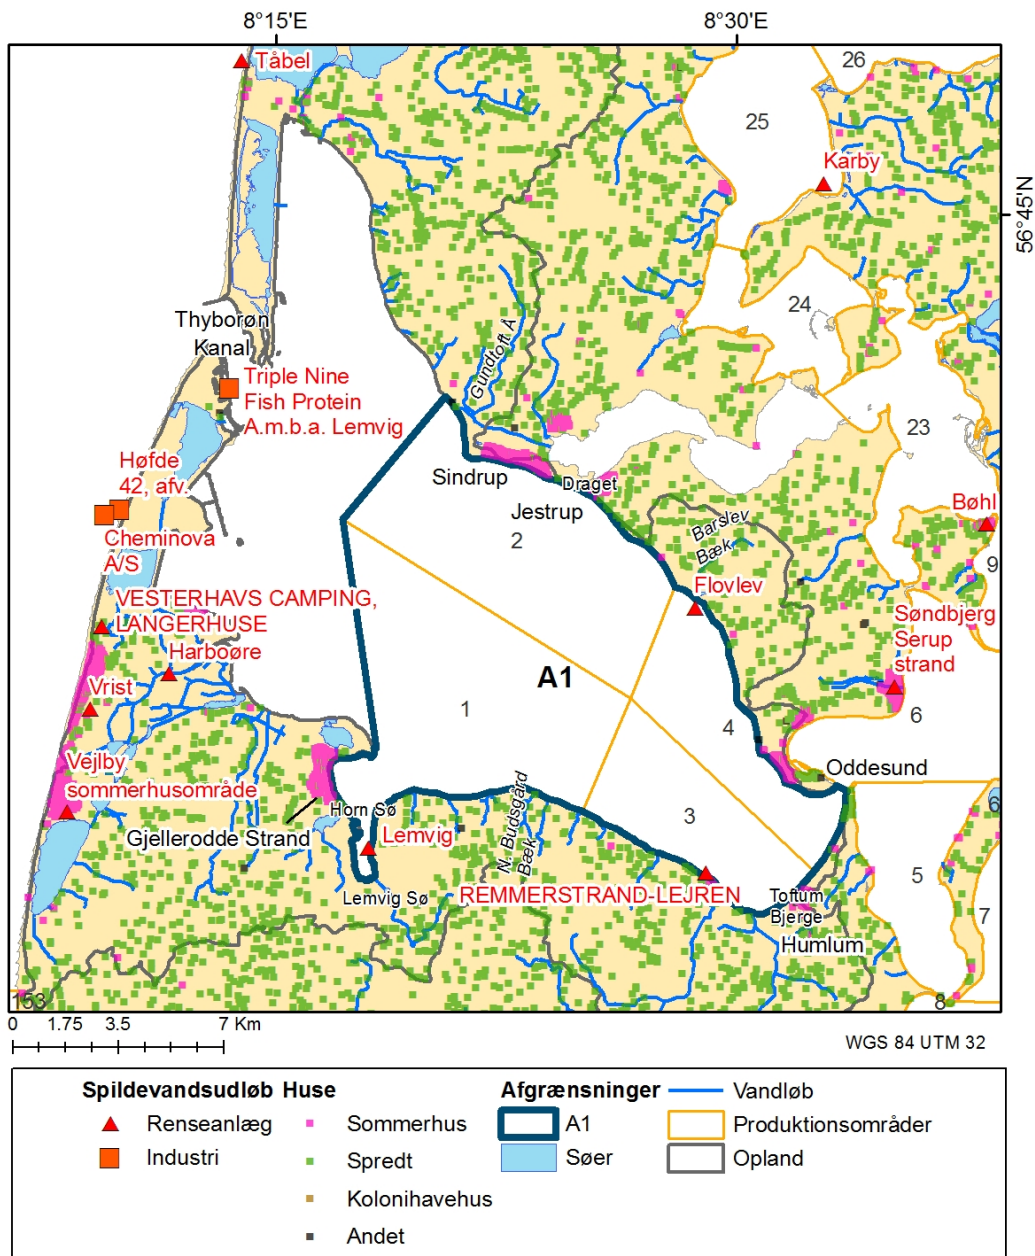 8°15'E
8°30'E
Tåbel
26
25
Karby
56°45'N
24
Thyborøn
Kanal
Gundtoft Å
Triple Nine
Fish Protein
A.m.b.a. Lemvig
23
Høfde
42, afv.
Sindrup
Draget
Jestrup
2
Barslev
Bæk
Bøhl
Cheminova
A/S
9
VESTERHAVS CAMPING,
LANGERHUSE
Flovlev
Søndbjerg
Serup
strand
Harboøre
A1
Vrist
1
4
6
Vejlby
sommerhusområde
Oddesund
Horn Sø
6
Gjellerodde Strand
Lemvig
N. Budsgård
Bæk
3
5
Lemvig Sø
REMMERSTRAND-LEJREN
Toftum
Bjerge
7
Humlum
153
8
0 1.75 3.5 7 Km
WGS 84 UTM 32
Spildevandsudløb
Renseanlæg
Industri
Huse
Sommerhus
Spredt
Kolonihavehus
Andet
Afgrænsninger
A1
Søer
Vandløb
Produktionsområder
Opland